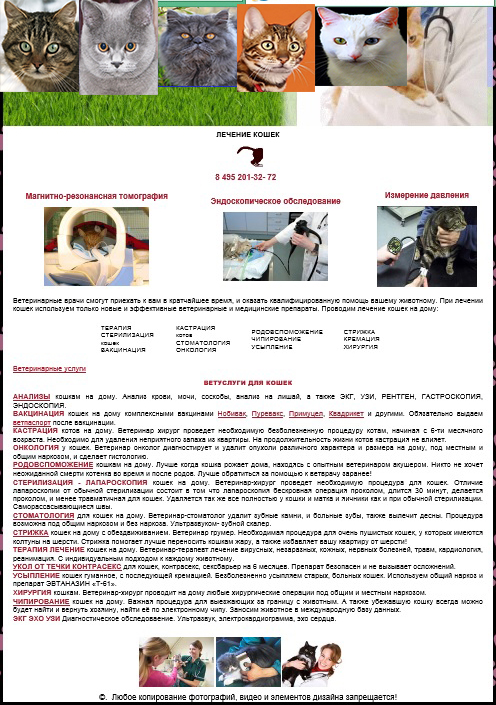 ЛЕЧЕНИЕ КОШЕК
8 495 201-32- 72
Магнитно-резонансная томография
Эндоскопическое обследование
Измерение давления
Ветеринарные врачи смогут приехать к вам в кратчайшее время, и оказать квалифицированную помощь вашему животному. При лечении
кошек используем только новые и эффективные ветеринарные и медицинские препараты. Проводим лечение кошек на дому:
ТЕРАПИЯ
СТЕРИЛИЗАЦИЯ
кошек
ВАКЦИНАЦИЯ
КАСТРАЦИЯ
котов
СТОМАТОЛОГИЯ
ОНКОЛОГИЯ
РОДОВСПОМОЖЕНИЕ
ЧИПИРОВАНИЕ
УСЫПЛЕНИЕ
СТРИЖКА
КРЕМАЦИЯ
ХИРУРГИЯ
Ветеринарные услуги
ВЕТУСЛУГИ ДЛЯ КОШЕК
АНАЛИЗЫ кошкам на дому. Анализ крови, мочи, соскобы, анализ на лишай, а также ЭКГ, УЗИ, РЕНТГЕН, ГАСТРОСКОПИЯ,
ЭНДОСКОПИЯ.
ВАКЦИНАЦИЯ кошек на дому комплексными вакцинами Нобивак, Пуревакс, Примуцел, Квадрикет и другими. Обязательно выдаем
ветпаспорт после вакцинации.
КАСТРАЦИЯ котов на дому. Ветеринар хирург проведет необходимую безболезненную процедуру котам, начиная с 6-ти месячного
возраста. Необходимо для удаления неприятного запаха из квартиры. На продолжительность жизни котов кастрация не влияет.
ОНКОЛОГИЯ у кошек. Ветеринар онколог диагностирует и удалит опухоли различного характера и размера на дому, под местным и
общим наркозом, и сделает гистологию.
РОДОВСПОМОЖЕНИЕ кошкам на дому. Лучше когда кошка рожает дома, находясь с опытным ветеринаром акушером. Никто не хочет
неожиданной смерти котенка во время и после родов. Лучше обратиться за помощью к ветврачу заранее!
СТЕРИЛИЗАЦИЯ - ЛАПАРОСКОПИЯ кошек на дому. Ветеринар-хирург проведет необходимую процедуру для кошек. Отличие
лапароскопии от обычной стерилизации состоит в том что лапароскопия бескровная операция проколом, длится 30 минут, делается
проколом, и менее травматичная для кошки. Удаляется так же все полностью у кошки и матка и яичники как и при обычной стерилизации.
Саморассасывающиеся швы.
СТОМАТОЛОГИЯ для кошек на дому. Ветеринар-стоматолог удалит зубные камни, и больные зубы, также вылечит десны. Процедура
возможна под общим наркозом и без наркоза. Ультразвуком- зубной скалер.
СТРИЖКА кошек на дому с обездвиживанием. Ветеринар грумер. Необходимая процедура для очень пушистых кошек, у которых имеются
колтуны на шерсти. Стрижка помогает лучше переносить кошкам жару, а также избавляет вашу квартиру от шерсти!
ТЕРАПИЯ ЛЕЧЕНИЕ кошек на дому. Ветеринар-терапевт лечение вирусных, незаразных, кожных, нервных болезней, травм, кардиология,
реанимация. С индивидуальным подходом к каждому животному.
УКОЛ ОТ ТЕЧКИ КОНТРАСЕКС для кошек, контрасекс, сексбарьер на 6 месяцев. Препарат безопасен и не вызывает осложнений.
УСЫПЛЕНИЕ кошек гуманное, с последующей кремацией. Безболезненно усыпляем старых, больных кошек. Используем общий наркоз и
препарат ЭВТАНАЗИН «Т-61».
ХИРУРГИЯ кошкам. Ветеринар-хирург проводит на дому любые хирургические операции под общим и местным наркозом.
ЧИПИРОВАНИЕ кошек на дому. Важная процедура для выезжающих за границу с животным. А также убежавшую кошку всегда можно
будет найти и вернуть хозяину, найти её по электронному чипу. Заносим животное в международную базу данных.
ЭКГ ЭХО УЗИ Диагностическое обследование. Ультразвук, электрокардиограмма, эхо сердца.
©. Любое копирование фотографий, видео и элементов дизайна запрещается!